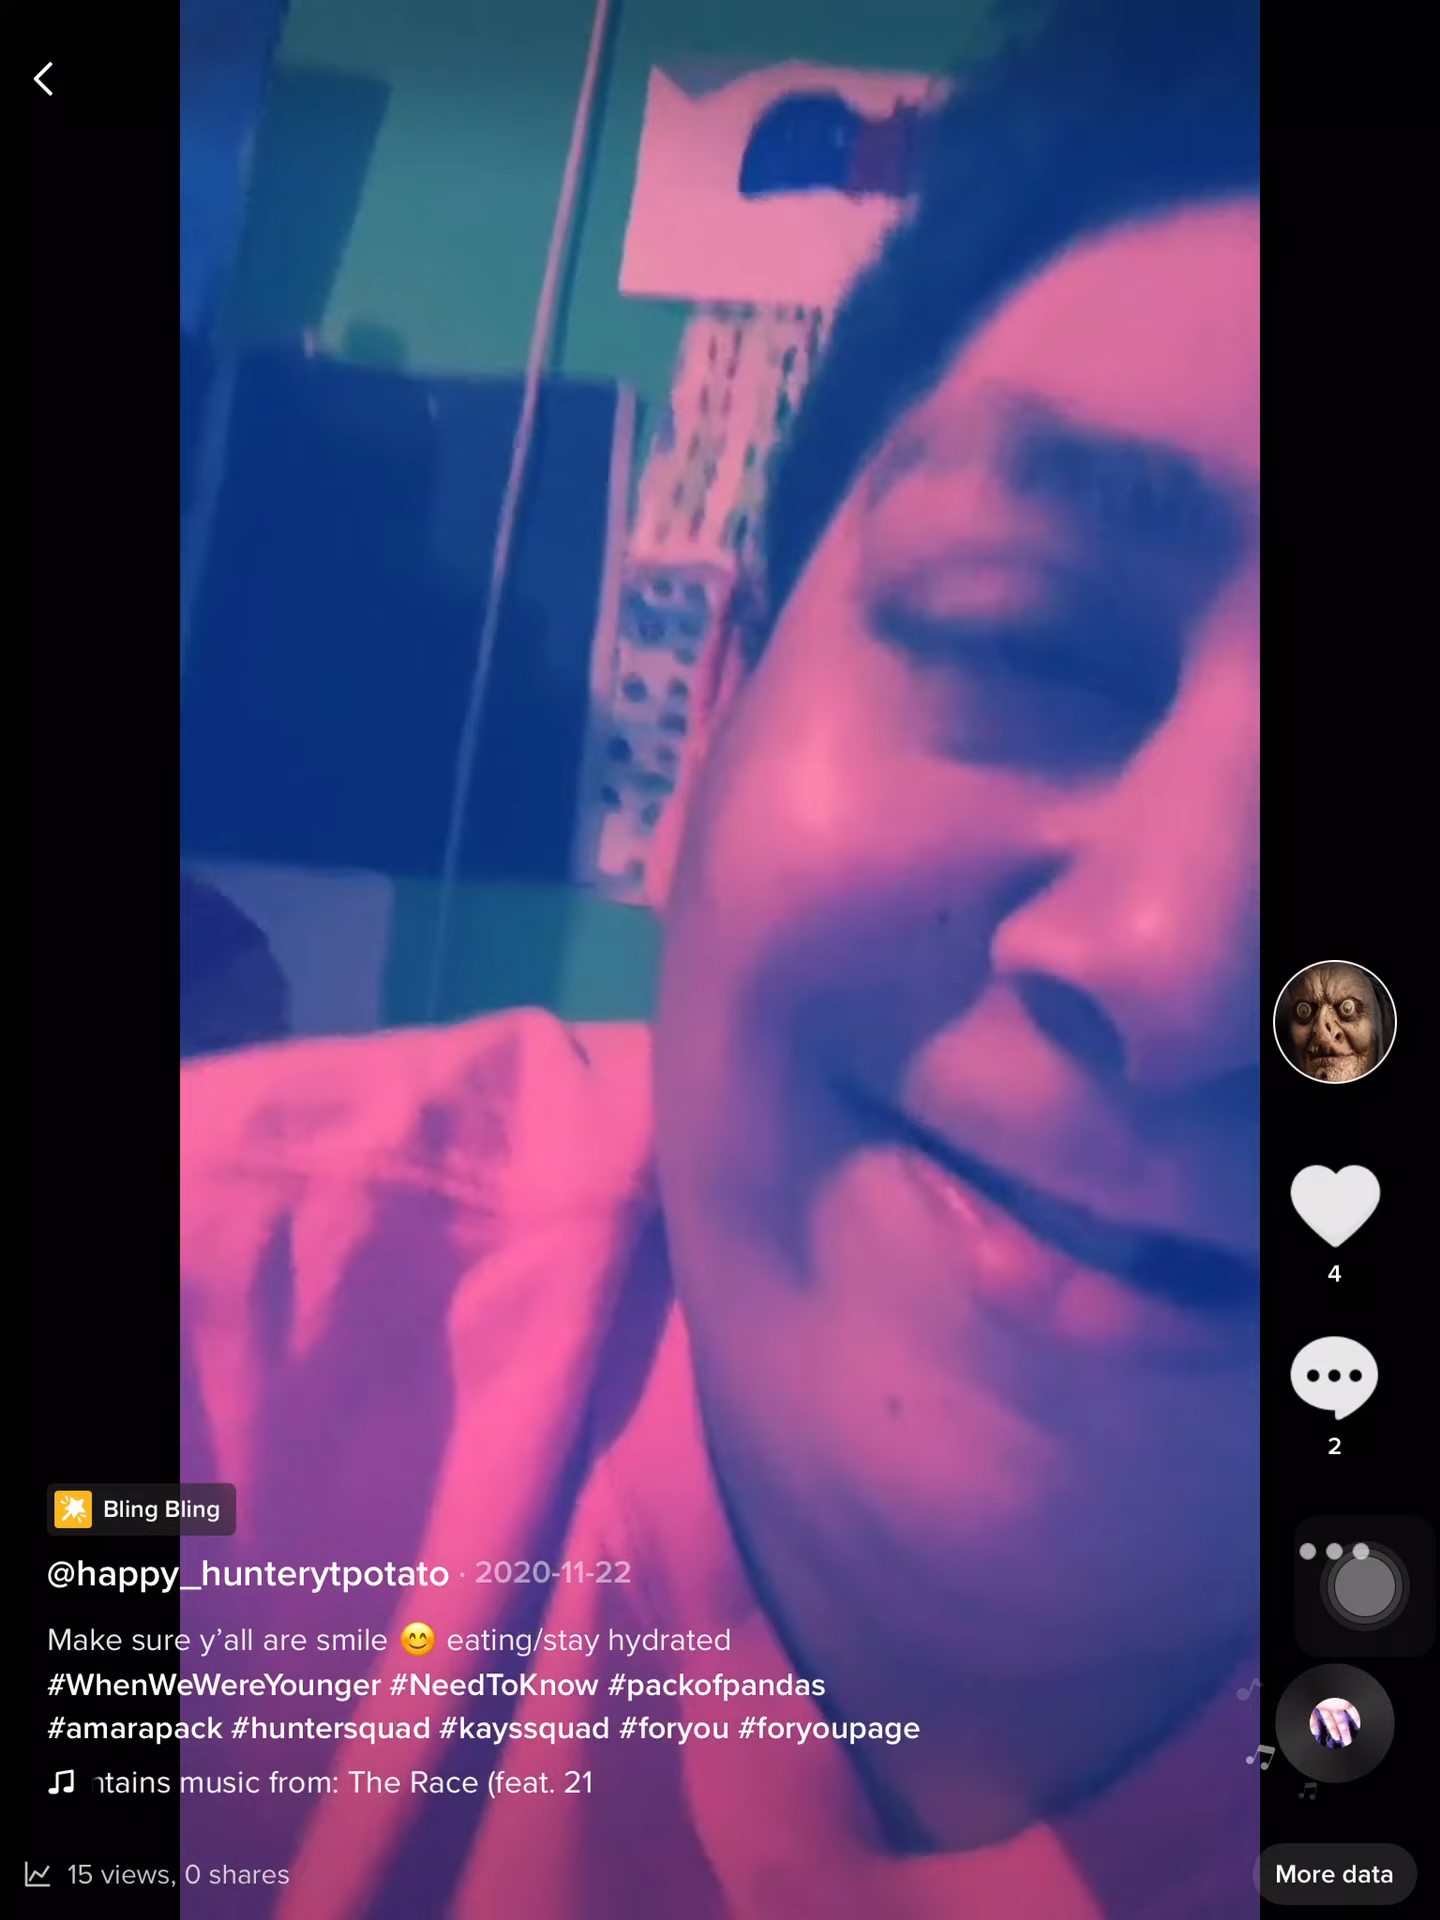 Bling Bling
@happy_hunterytpotato · 2020-11-22
Make sure y’all are smile 😊 eating/stay hydrated
#WhenWeWereYounger #NeedToKnow #packofpandas
#amarapack #huntersquad #kayssquad #foryou #foryoupage
ntains music from: The Race (feat. 21
15 views, 0 shares
4
2
More data